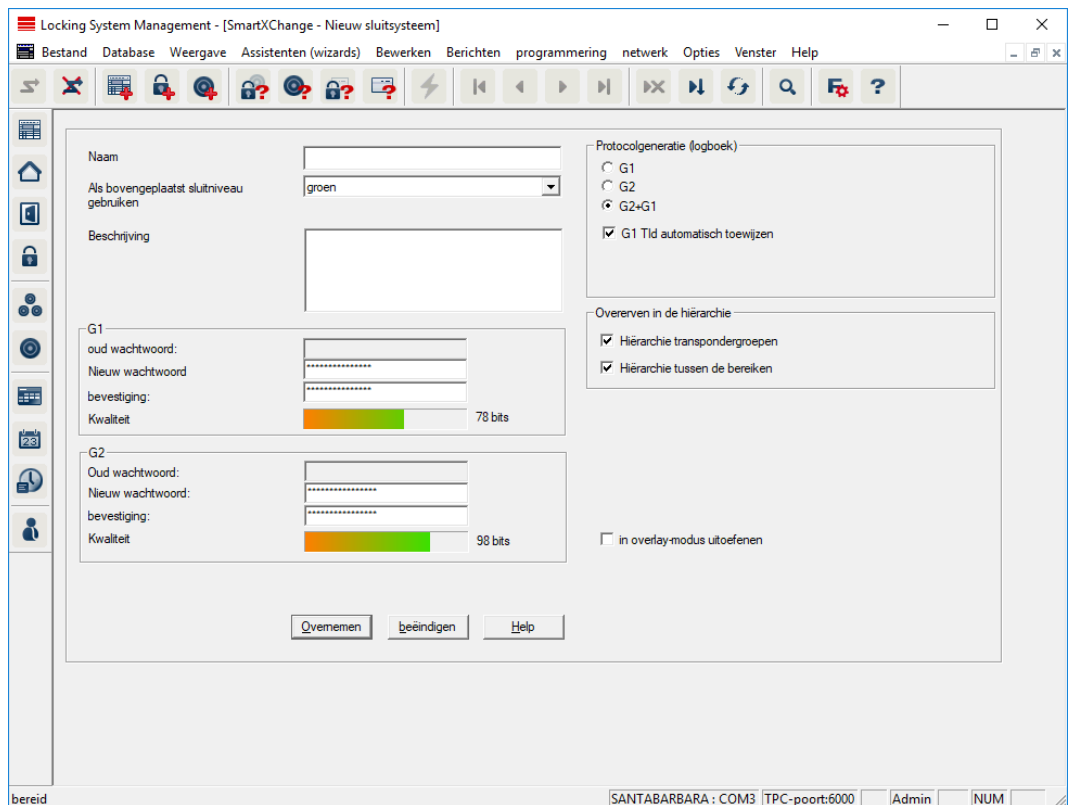 Locking System Management - [SmartXChange - Nieuw sluitsysteem]
Bestand Database Weergave Assistenten (wizards) Bewerken Berichten programmering netwerk Opties Venster Help
Naam
Als bovengeplaatst sluitniveau
gebruiken
groen
Beschrijving
G1
oud wachtwoord:
Nieuw wachtwoord
***************
bevestiging:
***************
Kwaliteit
78 bits
G2
Oud wachtwoord:
Nieuw wachtwoord:
****************
bevestiging:
****************
Kwaliteit
98 bits
Protocolgeneratie (logboek)
G1
G2
G2+G1
G1 TId automatisch toewijzen
Overerven in de hiërarchie
Hiërarchie transpondergroepen
Hiërarchie tussen de bereiken
in overlay-modus uitoefenen
Overnemen
beëindigen
Help
23
bereid
SANTABARBARA : COM3 TPC-poort:6000 Admin NUM